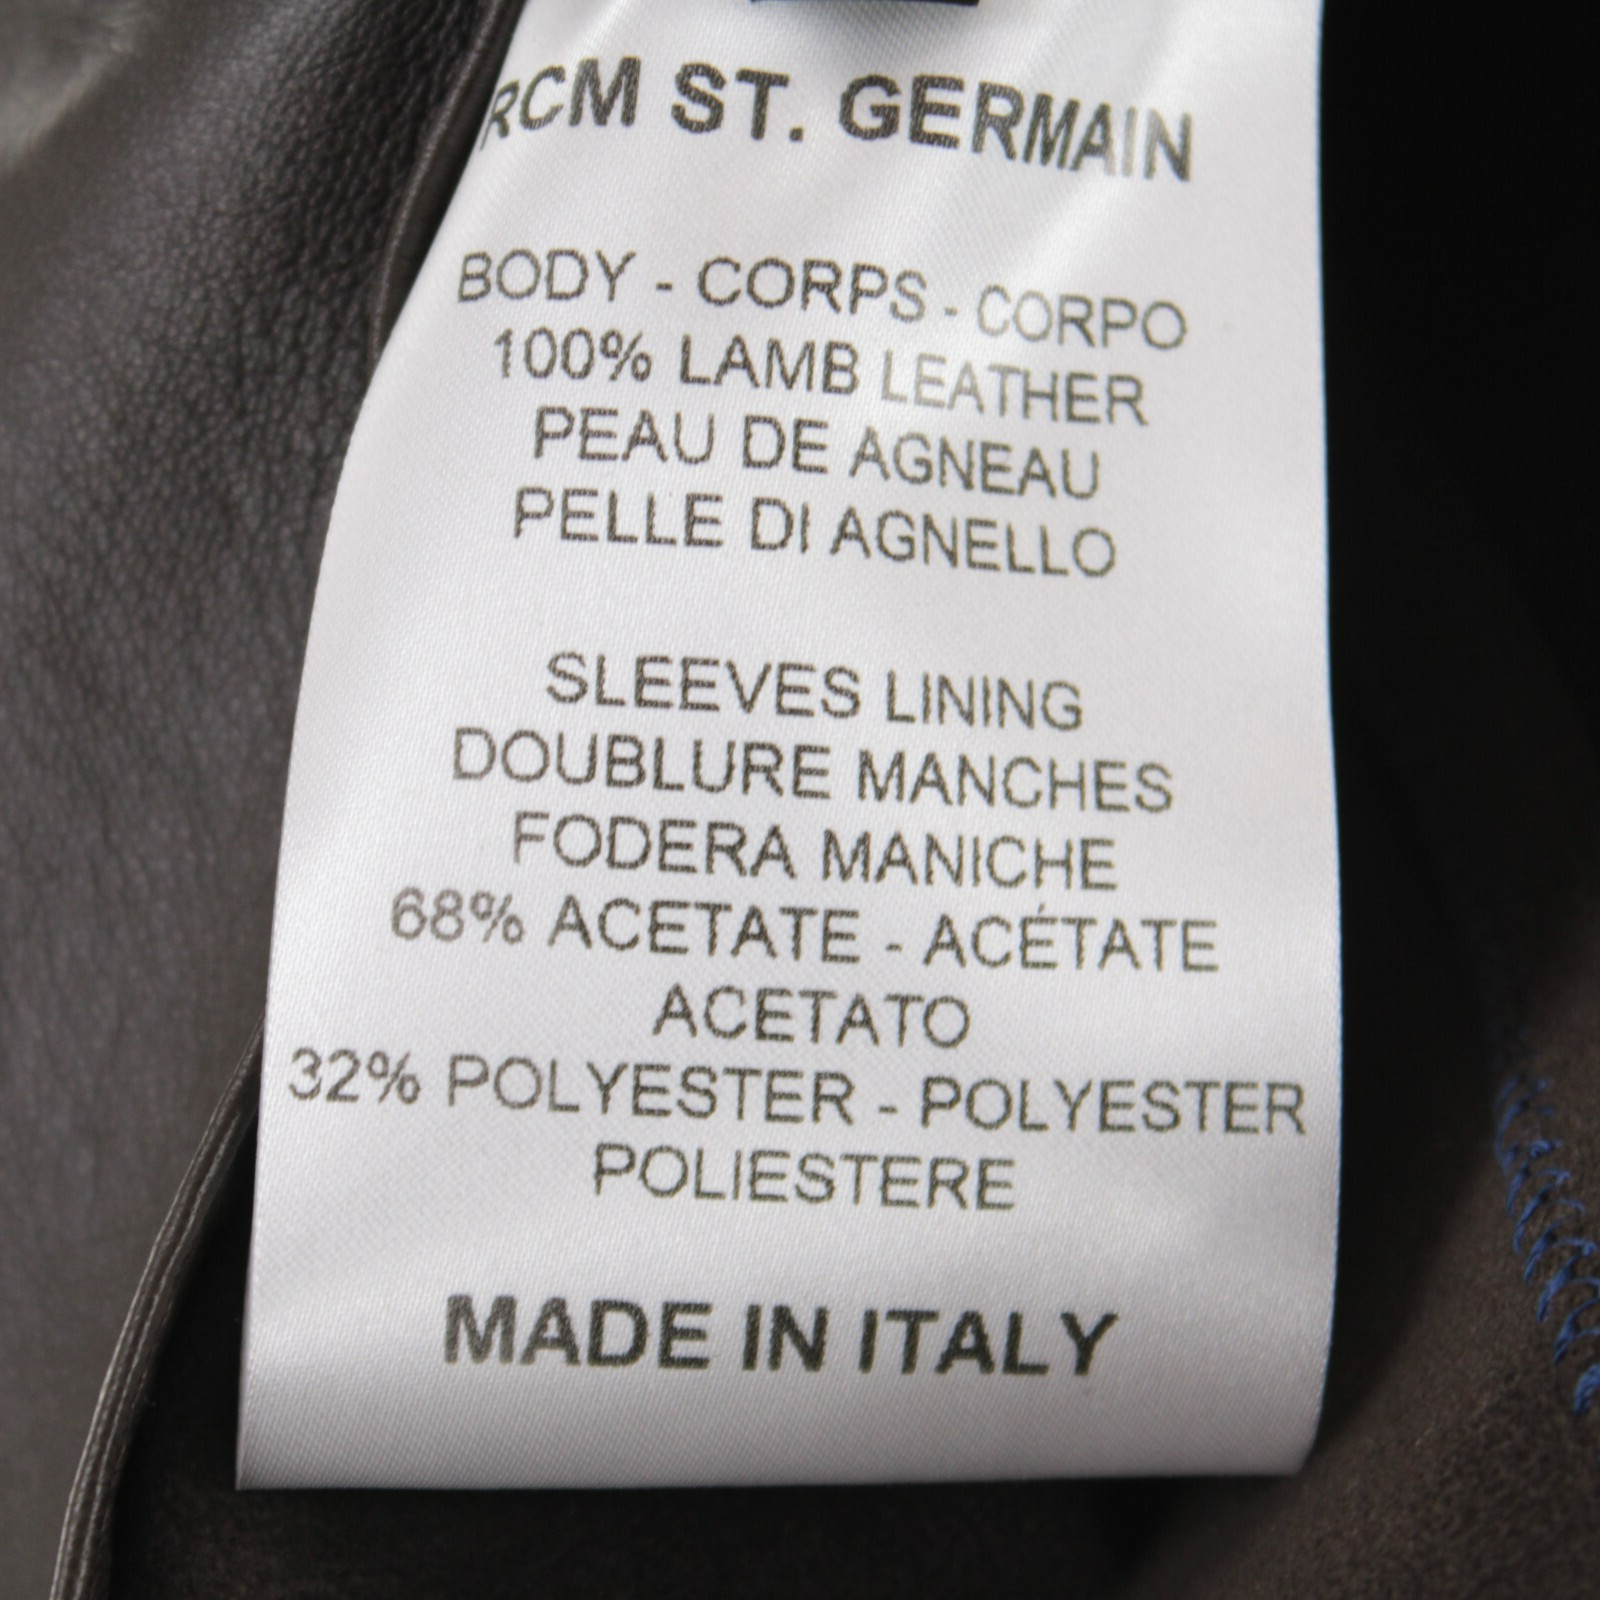 RCM ST. GERMAIN
BODY - CORPS - CORPO
100% LAMB LEATHER
PEAU DE AGNEAU
PELLE DI AGNELLO
SLEEVES LINING
DOUBLURE MANCHES
FODERA MANICHE
68% ACETATE - ACÉTATE
ACETATO
32% POLYESTER - POLYESTER
POLIESTERE
MADE IN ITALY